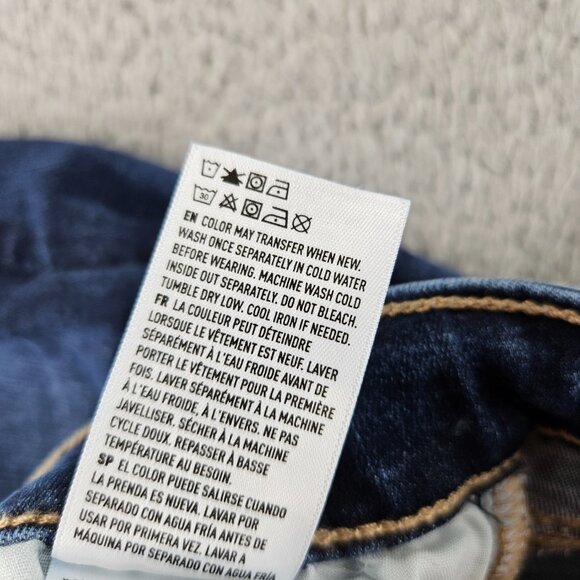 30
EN COLOR MAY TRANSFER WHEN NEW.
WASH ONCE SEPARATELY IN COLD WATER
BEFORE WEARING. MACHINE WASH COLD
INSIDE OUT SEPARATELY. DO NOT BLEACH.
TUMBLE DRY LOW. COOL IRON IF NEEDED.
FR LA COULEUR PEUT DÉTEINDRE
LORSQUE LE VÊTEMENT EST NEUF. LAVER
SÉPARÉMENT À L'EAU FROIDE AVANT DE
PORTER LE VÊTEMENT POUR LA PREMIÈRE
FOIS. LAVER SÉPARÉMENT À LA MACHINE
À L'EAU FROIDE, À L'ENVERS. NE PAS
JAVELLISER. SÉCHER À LA MACHINE
CYCLE DOUX. REPASSER À BASSE
TEMPÉRATURE AU BESOIN.
SP EL COLOR PUEDE SALIRSE CUANDO
LA PRENDA ES NUEVA. LAVAR POR
SEPARADO CON AGUA FRÍA ANTES DE
USAR POR PRIMERA VEZ. LAVAR A
MÁQUINA POR SEPARADO CON AGUA FRÍA